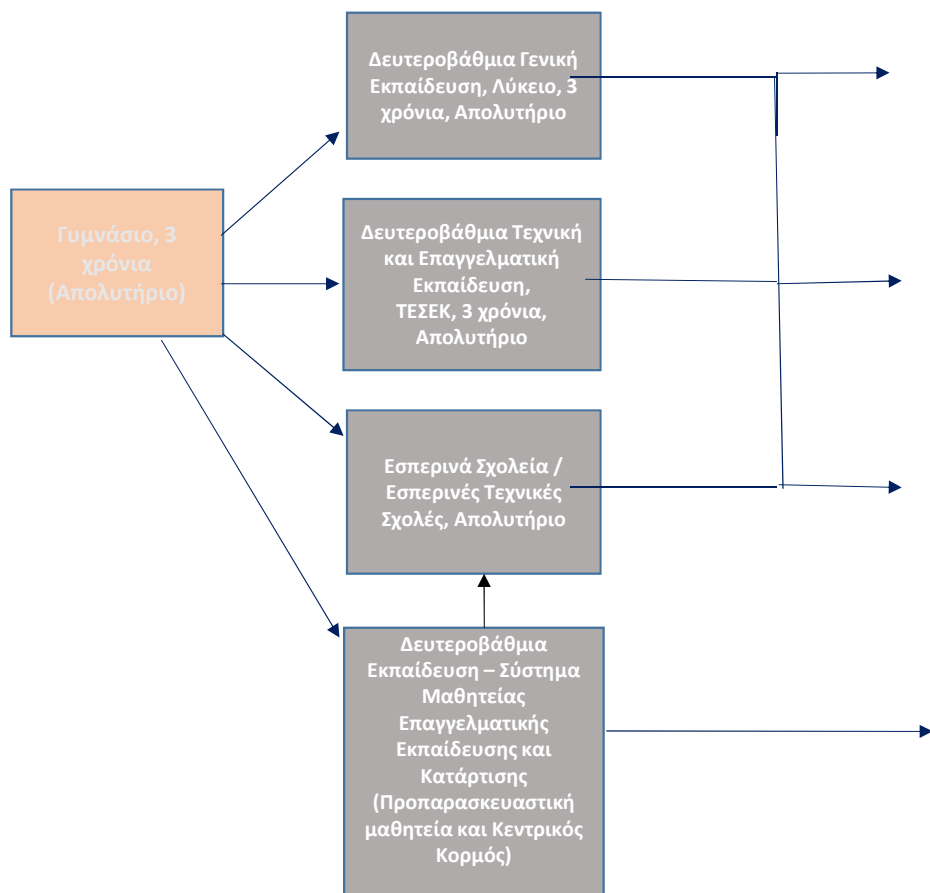 Δευτεροβάθμια Γενική
Εκπαίδευση, Λύκειο, 3
χρόνια, Απολυτήριο
Γυμνάσιο, 3
χρόνια
(Απολυτήριο)
Δευτεροβάθμια Τεχνική
και Επαγγελματική
Εκπαίδευση,
ΤΕΣΕΚ, 3 χρόνια,
Απολυτήριο
Εσπερινά Σχολεία /
Εσπερινές Τεχνικές
Σχολές, Απολυτήριο
Δευτεροβάθμια
Εκπαίδευση – Σύστημα
Μαθητείας
Επαγγελματικής
Εκπαίδευσης και
Κατάρτισης
(Προπαρασκευαστική
μαθητεία και Κεντρικός
Κορμός)